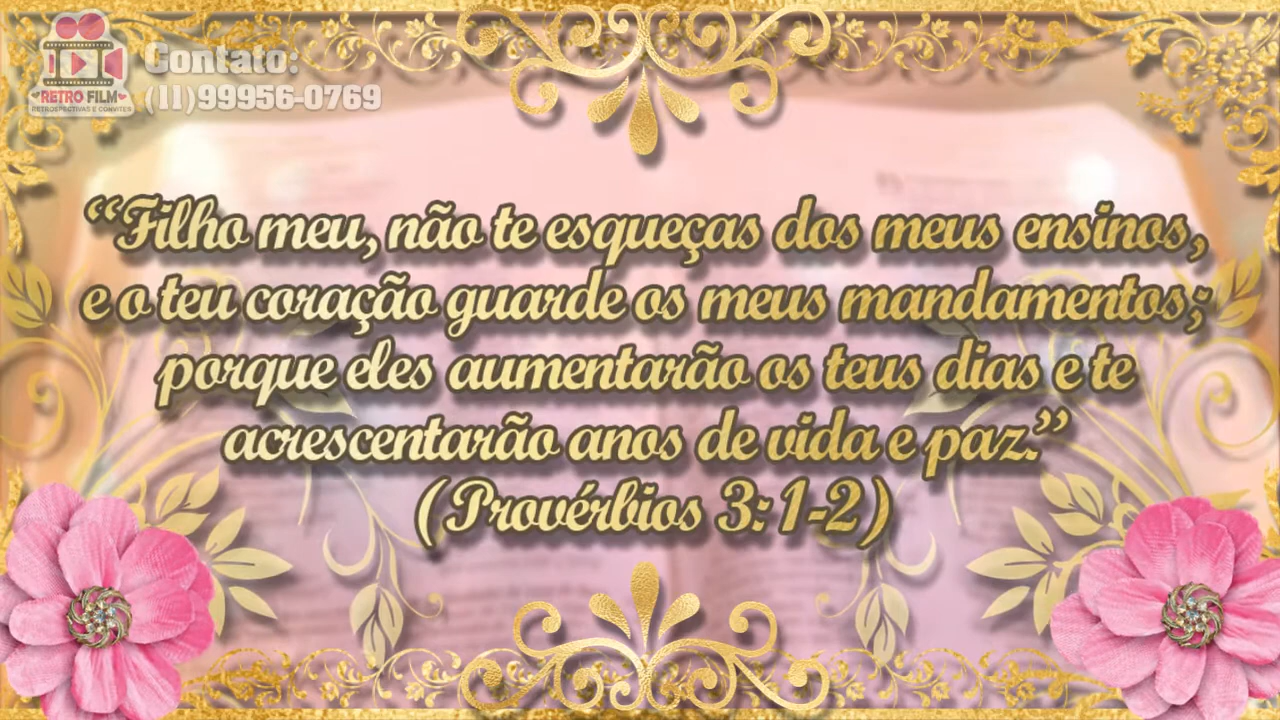 Contato:
(11)99956-0769
RETRO FILM
RETROSPECTIVAS E CONVITES
“Filho meu, não te esqueças dos meus ensinos,
e o teu coração guarde os meus mandamentos;
porque eles aumentarão os teus dias e te
acrescentarão anos de vida e paz.”
(Provérbios 3: 1-2)